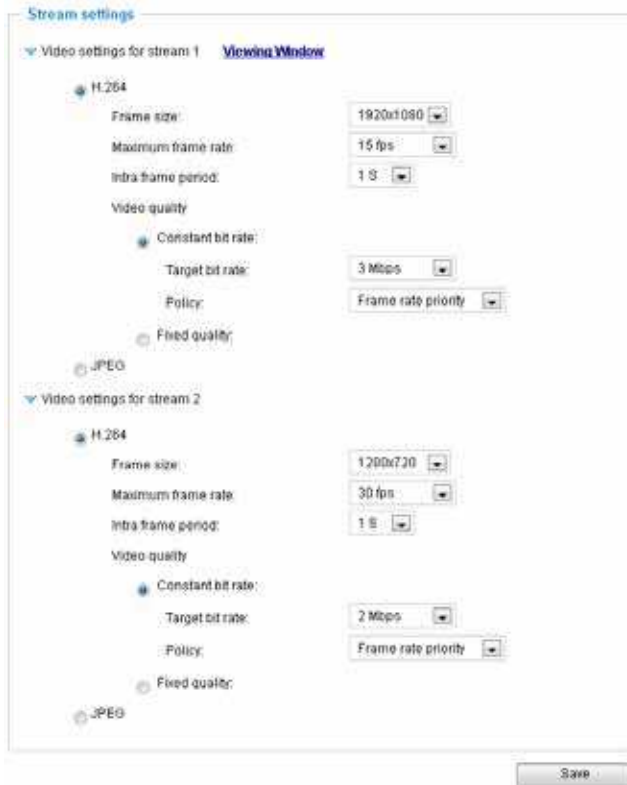 Stream settings
Video settings for stream 1 Viewing Window
H.264
Frame size: 1920x1080
Maximum frame rate: 15 fps
Intra frame period: 1 S
Video quality
Constant bit rate:
Target bit rate: 3 Mbps
Policy: Frame rate priority
Fixed quality:
JPEG
Video settings for stream 2
H.264
Frame size: 1200x720
Maximum frame rate: 30 fps
Intra frame period: 1 S
Video quality
Constant bit rate:
Target bit rate: 2 Mbps
Policy: Frame rate priority
Fixed quality:
JPEG
Save